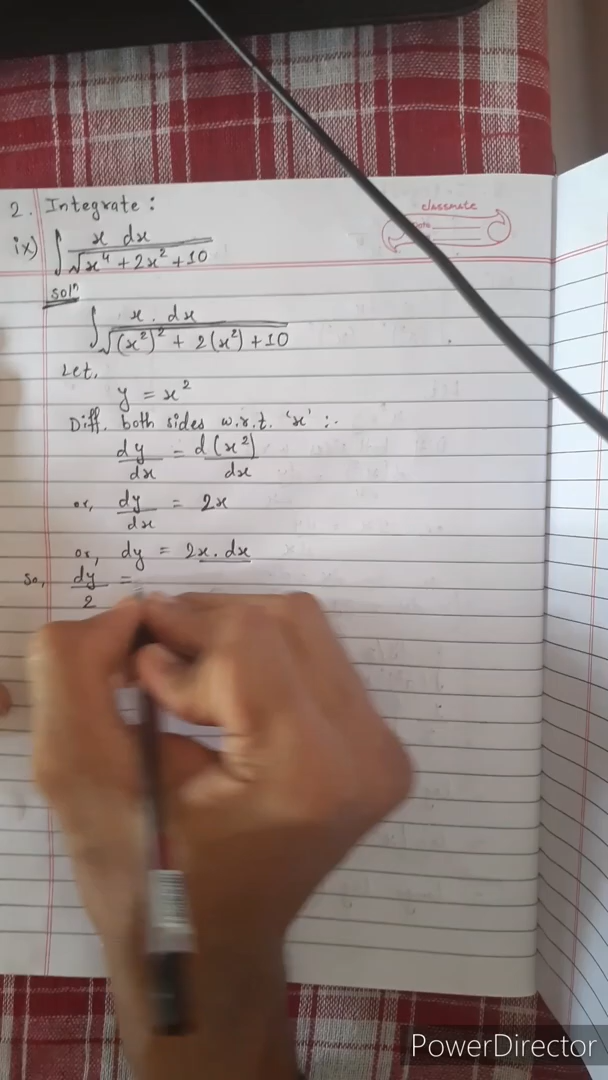 classmate
2. Integrate :
ix) ∫ x dx / √x⁴ + 2x² + 10
solⁿ
∫ x . dx / √(x²)² + 2(x²) + 10
Let,
y = x²
Diff. both sides w.r.t. 'x' :-
dy/dx = d(x²)/dx
or, dy/dx = 2x
or, dy = 2x . dx
So, dy/2 =
PowerDirector